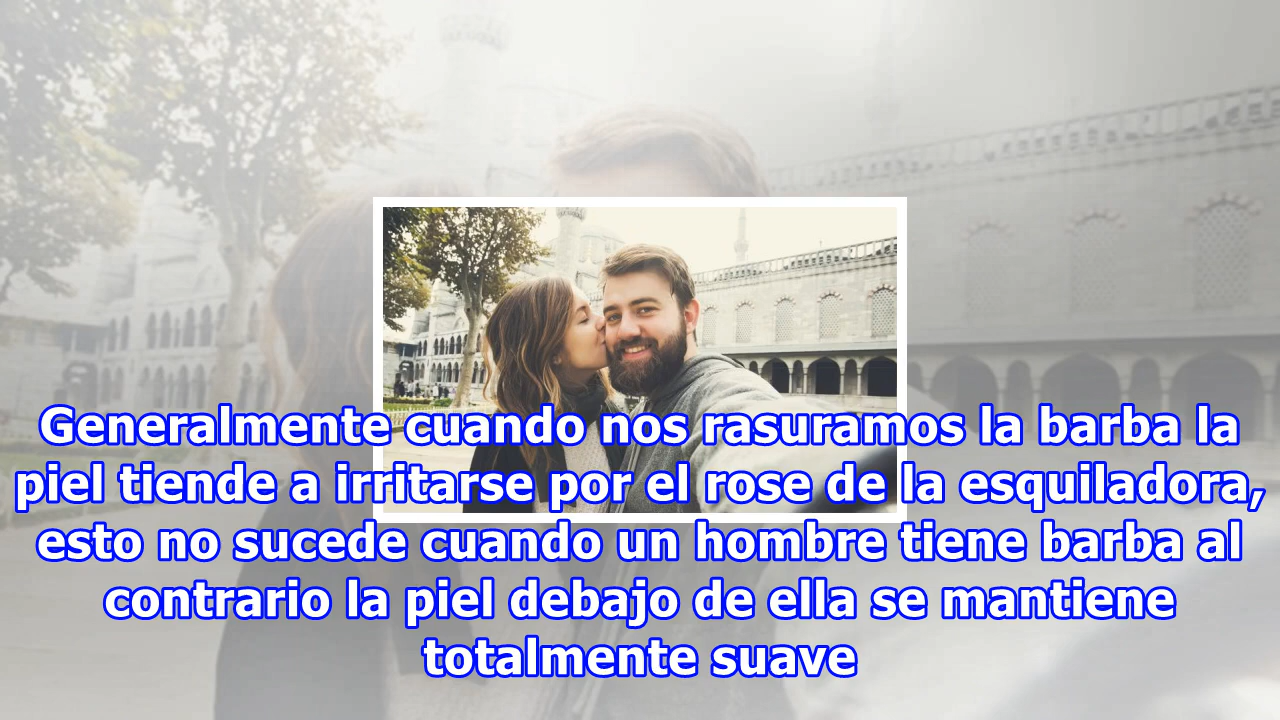 Generalmente cuando nos rasuramos la barba la
piel tiende a irritarse por el rose de la esquiladora,
esto no sucede cuando un hombre tiene barba al
contrario la piel debajo de ella se mantiene
totalmente suave